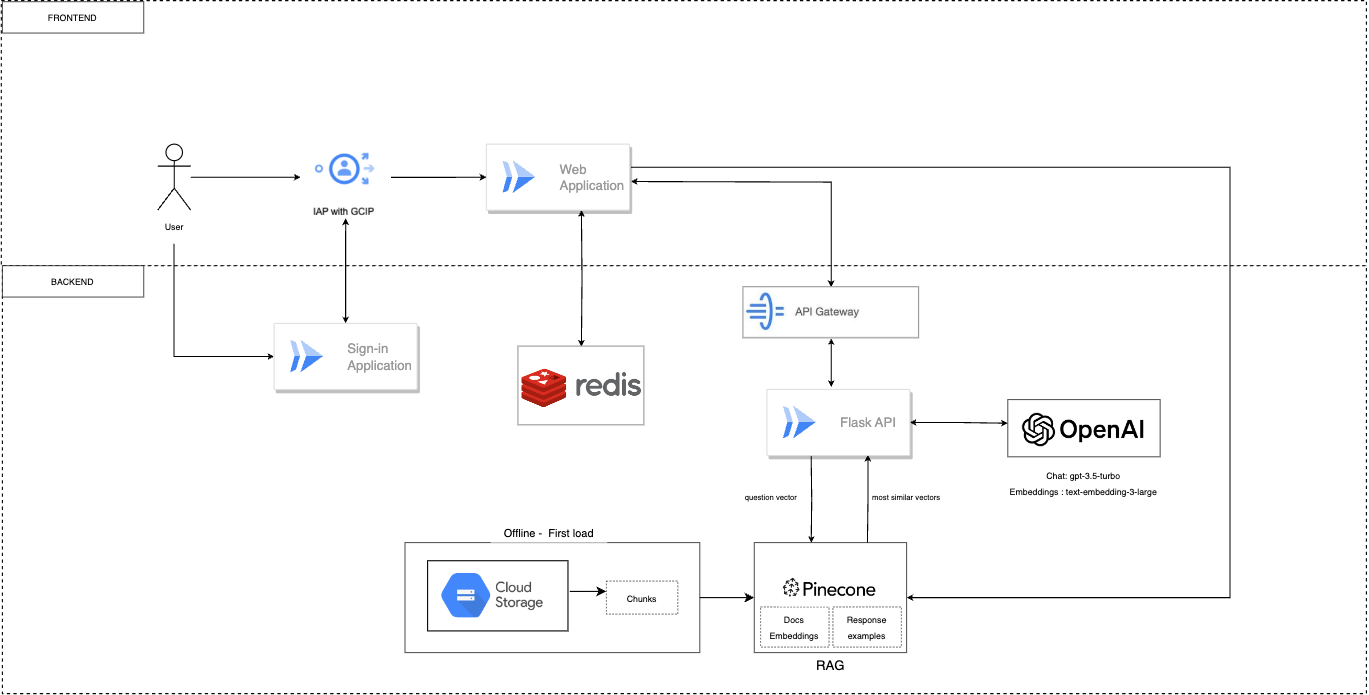 FRONTEND
Web
Application
IAP with GCIP
User
BACKEND
API Gateway
Sign-in
Application
redis
Flask API
OpenAI
Chat: gpt-3.5-turbo
Embeddings : text-embedding-3-large
question vector
most similar vectors
Offline - First load
Cloud
Storage
Chunks
Pinecone
Docs
Embeddings
Response
examples
RAG